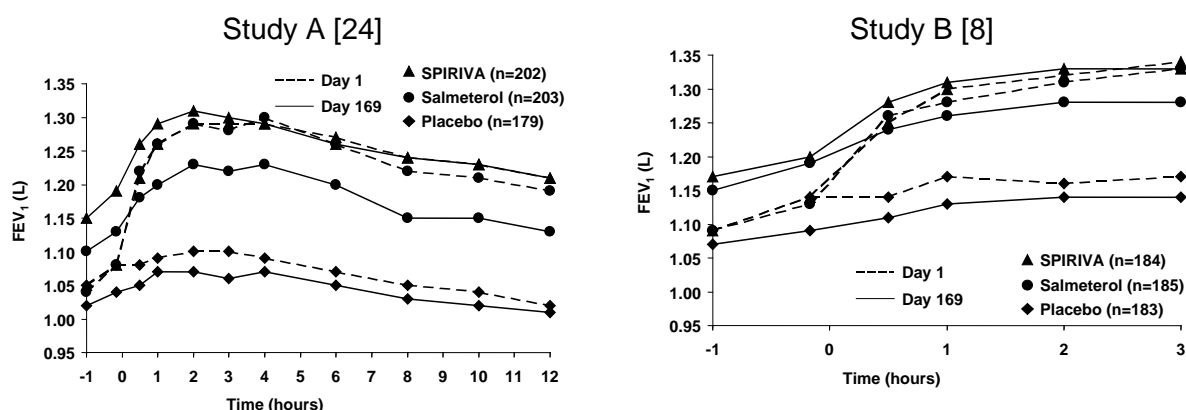 Study A [24]
1.35
1.30
1.25
1.20
1.15
1.10
1.05
1.00
0.95
FEV1 (L)
Day 1
Day 169
SPIRIVA (n=202)
Salmeterol (n=203)
Placebo (n=179)
-1 0 1 2 3 4 6 7 8 10 12
Time (hours)
Study B [8]
1.35
1.30
1.25
1.20
1.15
1.10
1.05
1.00
0.95
FEV1 (L)
Day 1
Day 169
SPIRIVA (n=184)
Salmeterol (n=185)
Placebo (n=183)
-1 0 1 2 3
Time (hours)